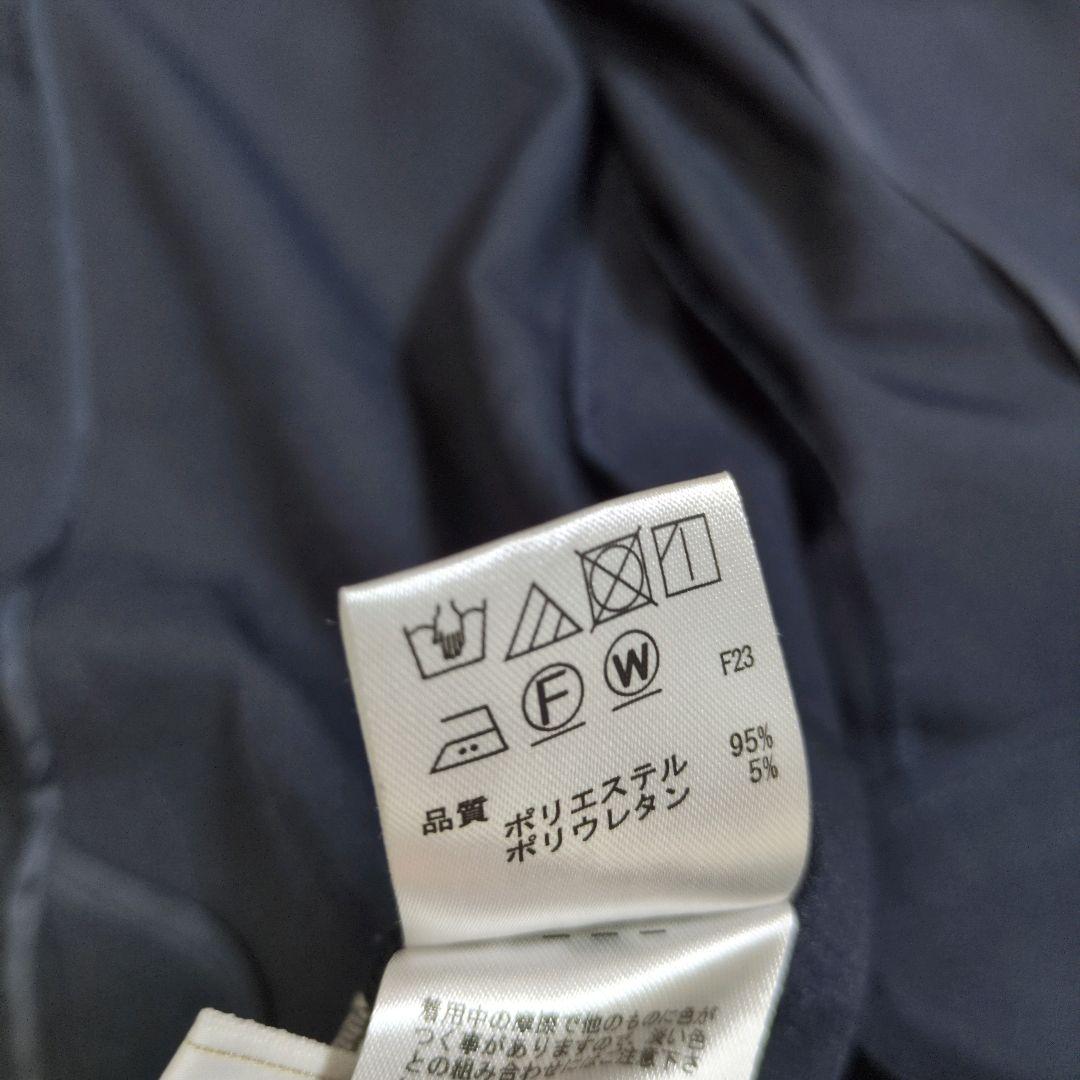 F W F23
品質 ポリエステル 95%
ポリウレタン 5%
着用中の摩擦で他のものに色が
つく事がありますので、淡い色
との組み合わせにはご注意下さ